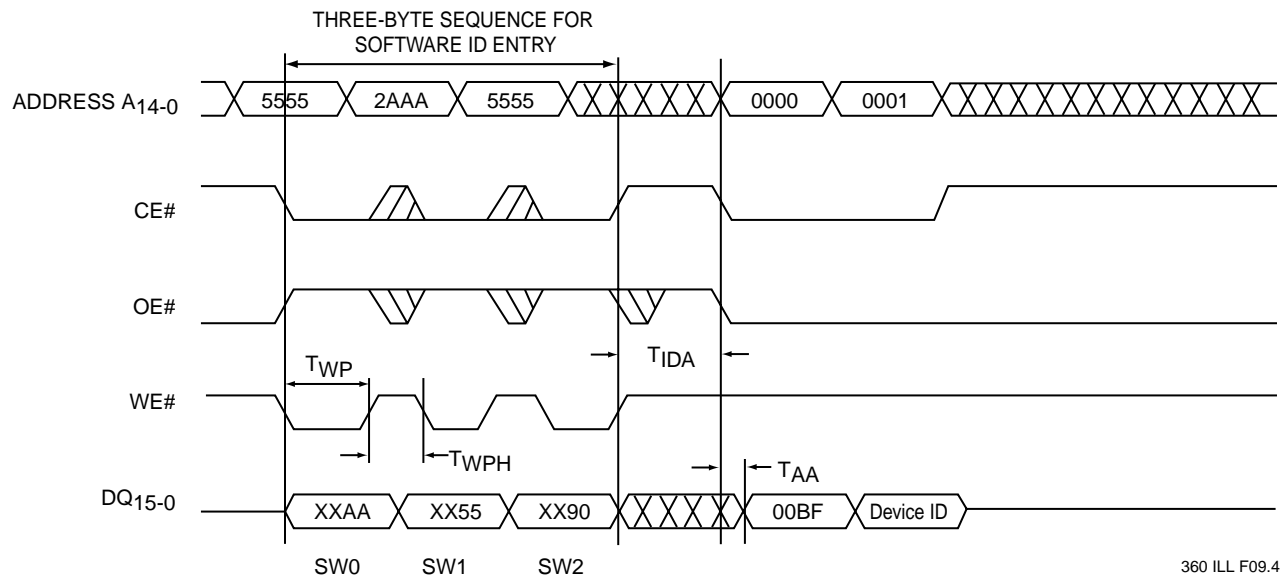 THREE-BYTE SEQUENCE FOR
SOFTWARE ID ENTRY
ADDRESS A14-0
5555
2AAA
5555
0000
0001
CE#
OE#
TWP
TIDA
WE#
TWPH
TAA
DQ15-0
XXAA
XX55
XX90
00BF
Device ID
SW0
SW1
SW2
360 ILL F09.4